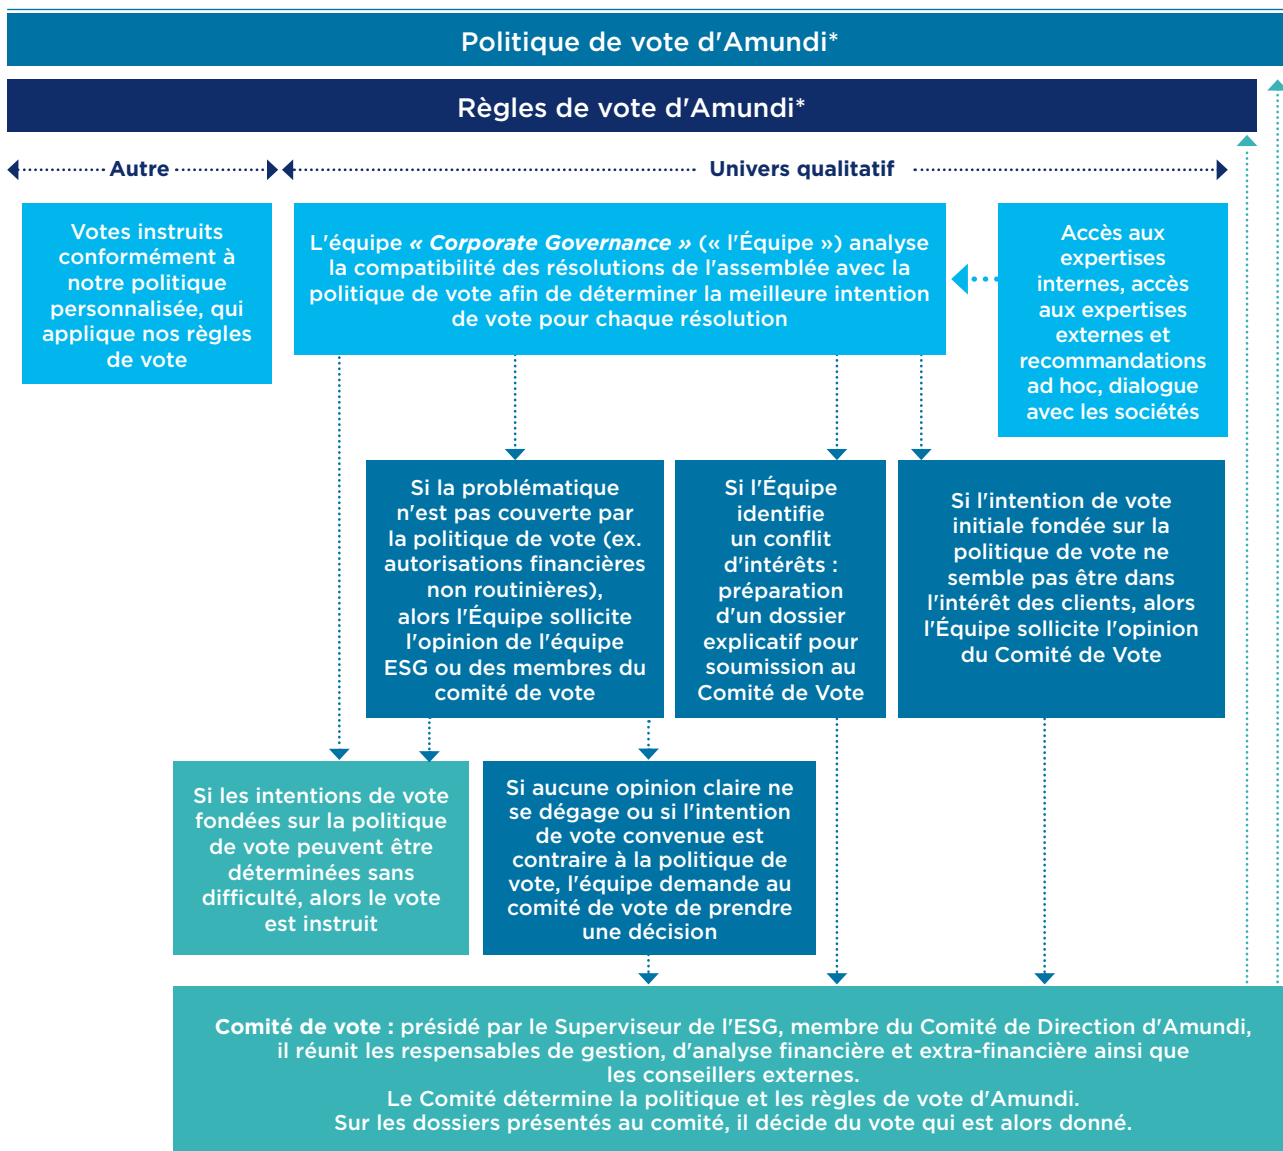 Politique de vote d'Amundi*
Règles de vote d'Amundi*
Autre
Univers qualitatif
Votes instruits
conformément à
notre politique
personnalisée, qui
applique nos règles
de vote
L'équipe « Corporate Governance » (« l'Équipe ») analyse
la compatibilité des résolutions de l'assemblée avec la
politique de vote afin de déterminer la meilleure intention
de vote pour chaque résolution
Accès aux
expertises
internes, accès
aux expertises
externes et
recommandations
ad hoc, dialogue
avec les sociétés
Si la problématique
n'est pas couverte par
la politique de vote (ex.
autorisations financières
non routinières),
alors l'Équipe sollicite
l'opinion de l'équipe
ESG ou des membres du
comité de vote
Si l'Équipe
identifie
un conflit
d'intérêts :
préparation
d'un dossier
explicatif pour
soumission au
Comité de Vote
Si l'intention de vote
initiale fondée sur la
politique de vote ne
semble pas être dans
l'intérêt des clients, alors
l'Équipe sollicite l'opinion
du Comité de Vote
Si les intentions de vote
fondées sur la politique
de vote peuvent être
déterminées sans
difficulté, alors le vote
est instruit
Si aucune opinion claire ne
se dégage ou si l'intention
de vote convenue est
contraire à la politique de
vote, l'équipe demande au
comité de vote de prendre
une décision
Comité de vote : présidé par le Superviseur de l'ESG, membre du Comité de Direction d'Amundi,
il réunit les responsables de gestion, d'analyse financière et extra-financière ainsi que
les conseillers externes.
Le Comité détermine la politique et les règles de vote d'Amundi.
Sur les dossiers présentés au comité, il décide du vote qui est alors donné.